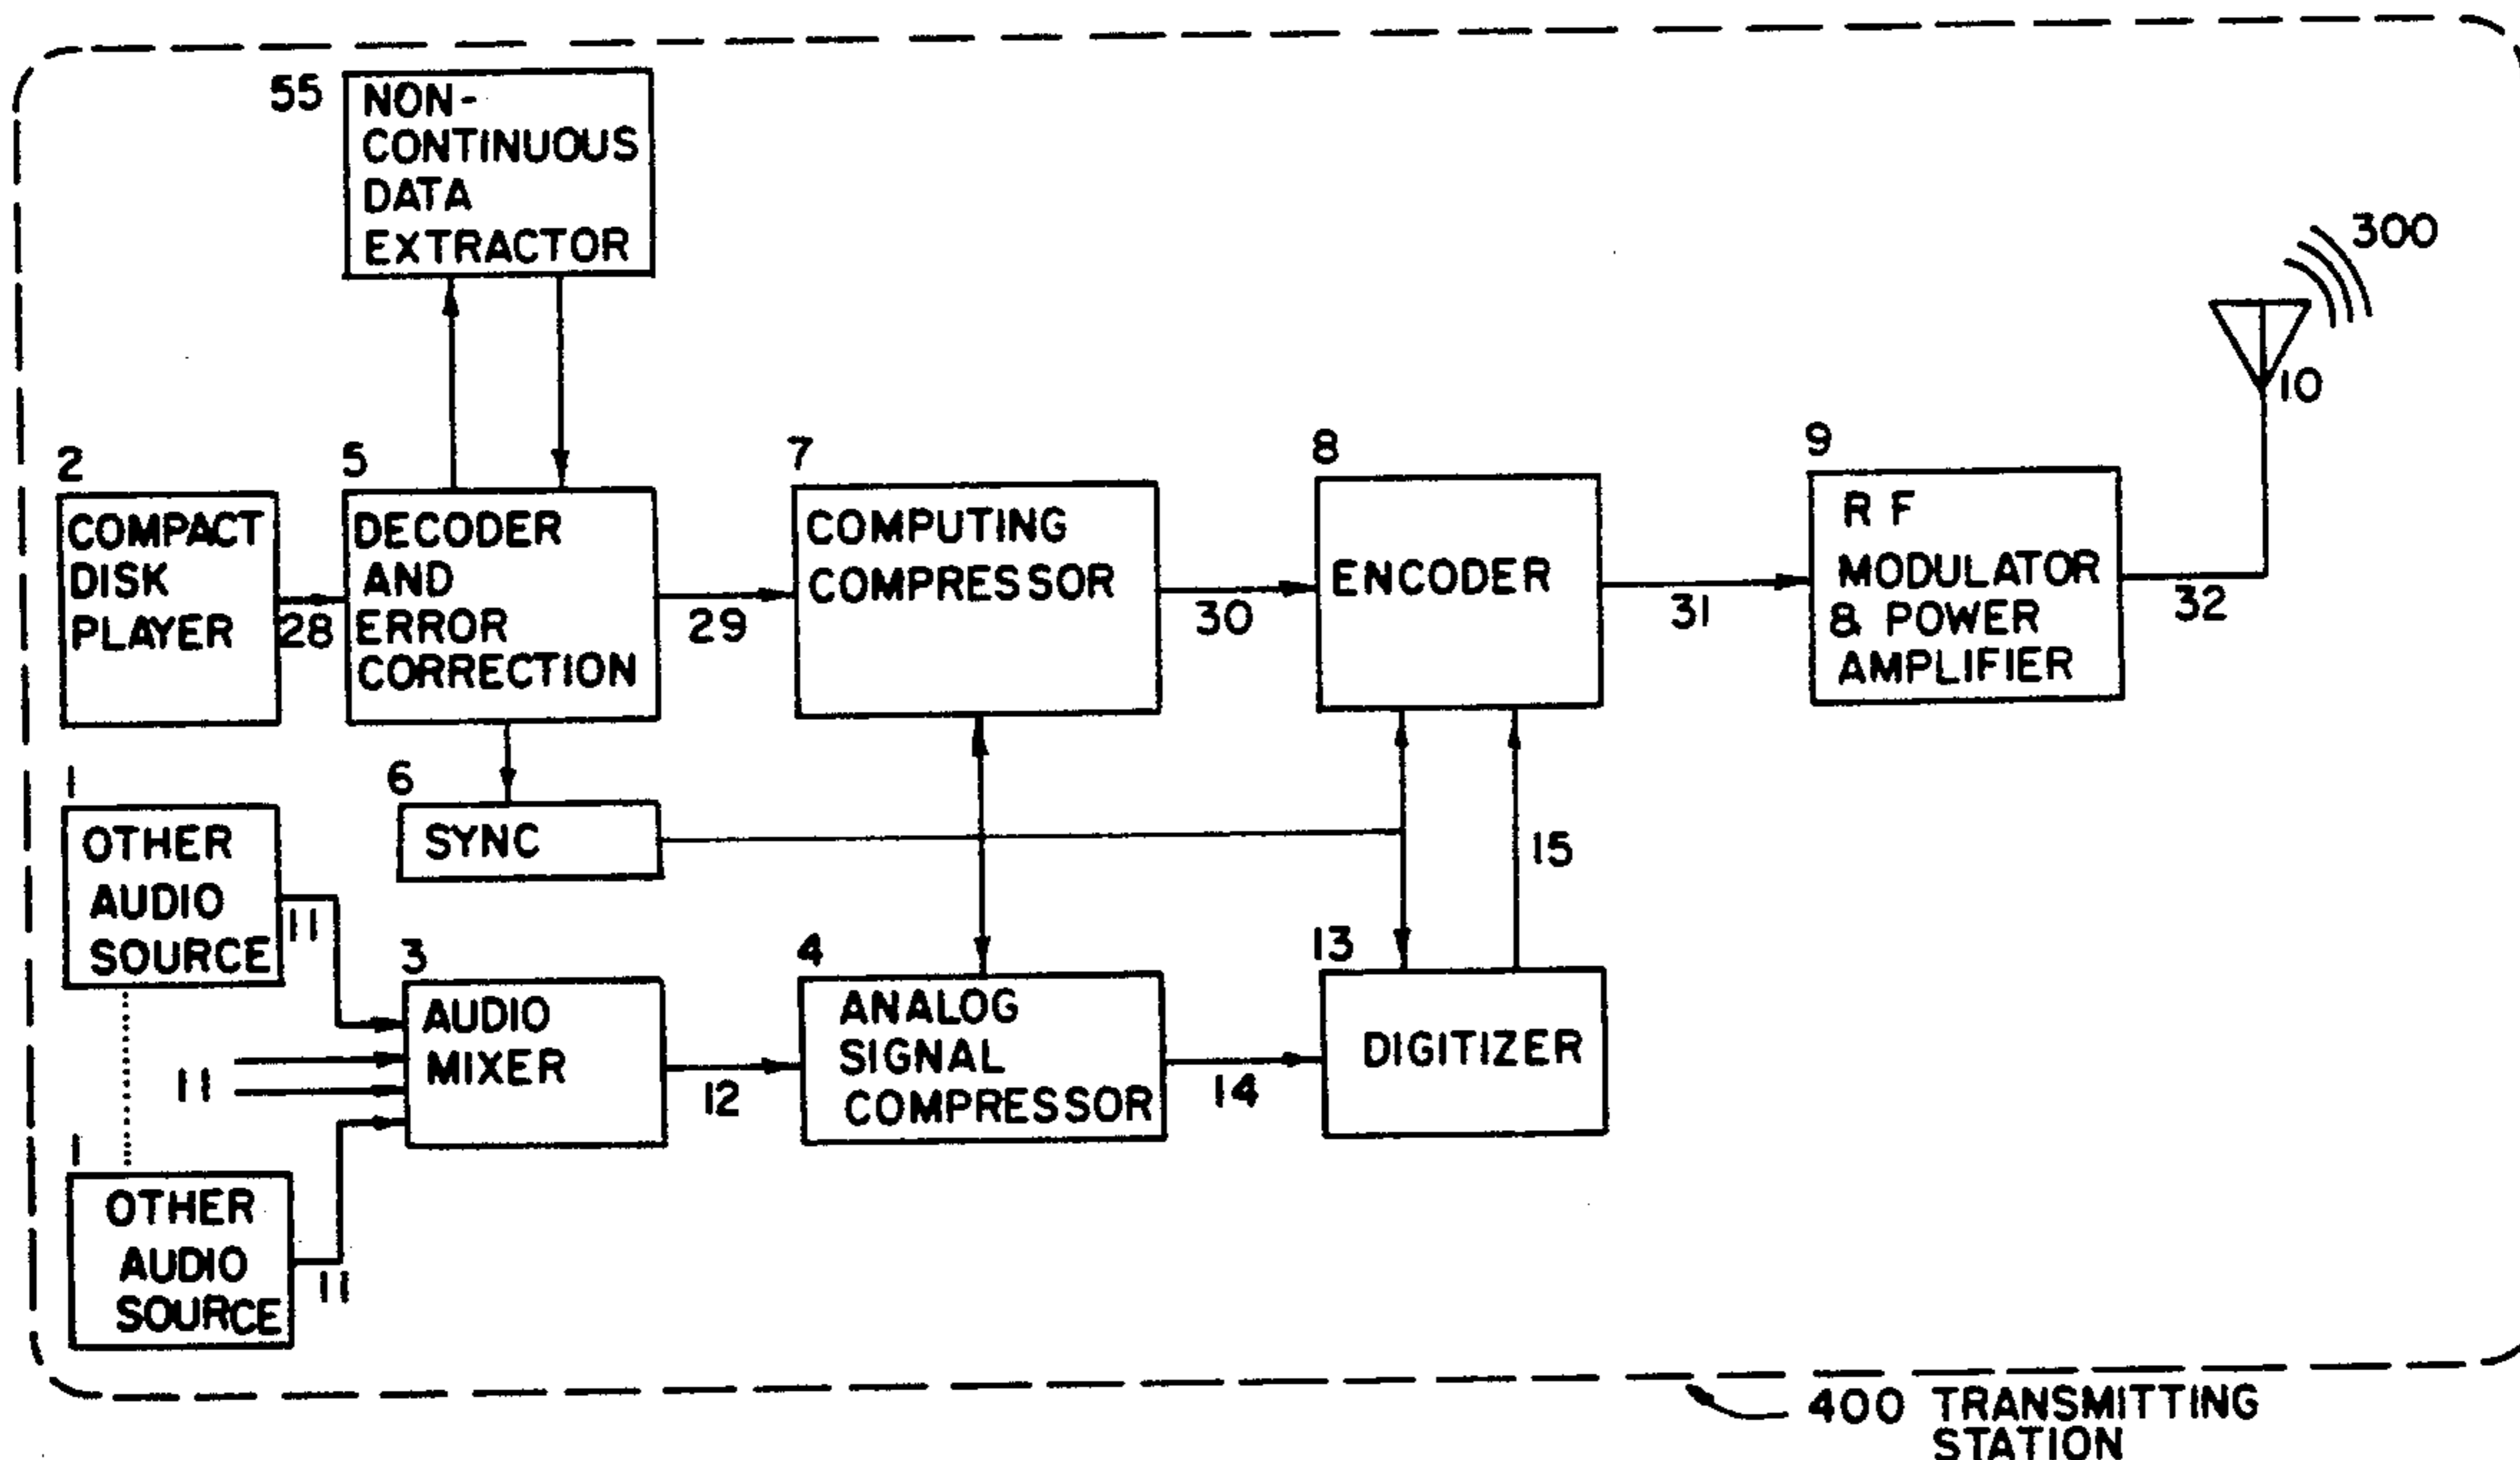 55
NON-
CONTINUOUS
DATA
EXTRACTOR
300
10
2
COMPACT
DISK
PLAYER
28
5
DECODER
AND
ERROR
CORRECTION
29
7
COMPUTING
COMPRESSOR
30
8
ENCODER
31
9
RF
MODULATOR
& POWER
AMPLIFIER
32
6
SYNC
15
1
OTHER
AUDIO
SOURCE
11
11
3
AUDIO
MIXER
12
4
ANALOG
SIGNAL
COMPRESSOR
14
13
DIGITIZER
1
OTHER
AUDIO
SOURCE
11
400 TRANSMITTING
STATION